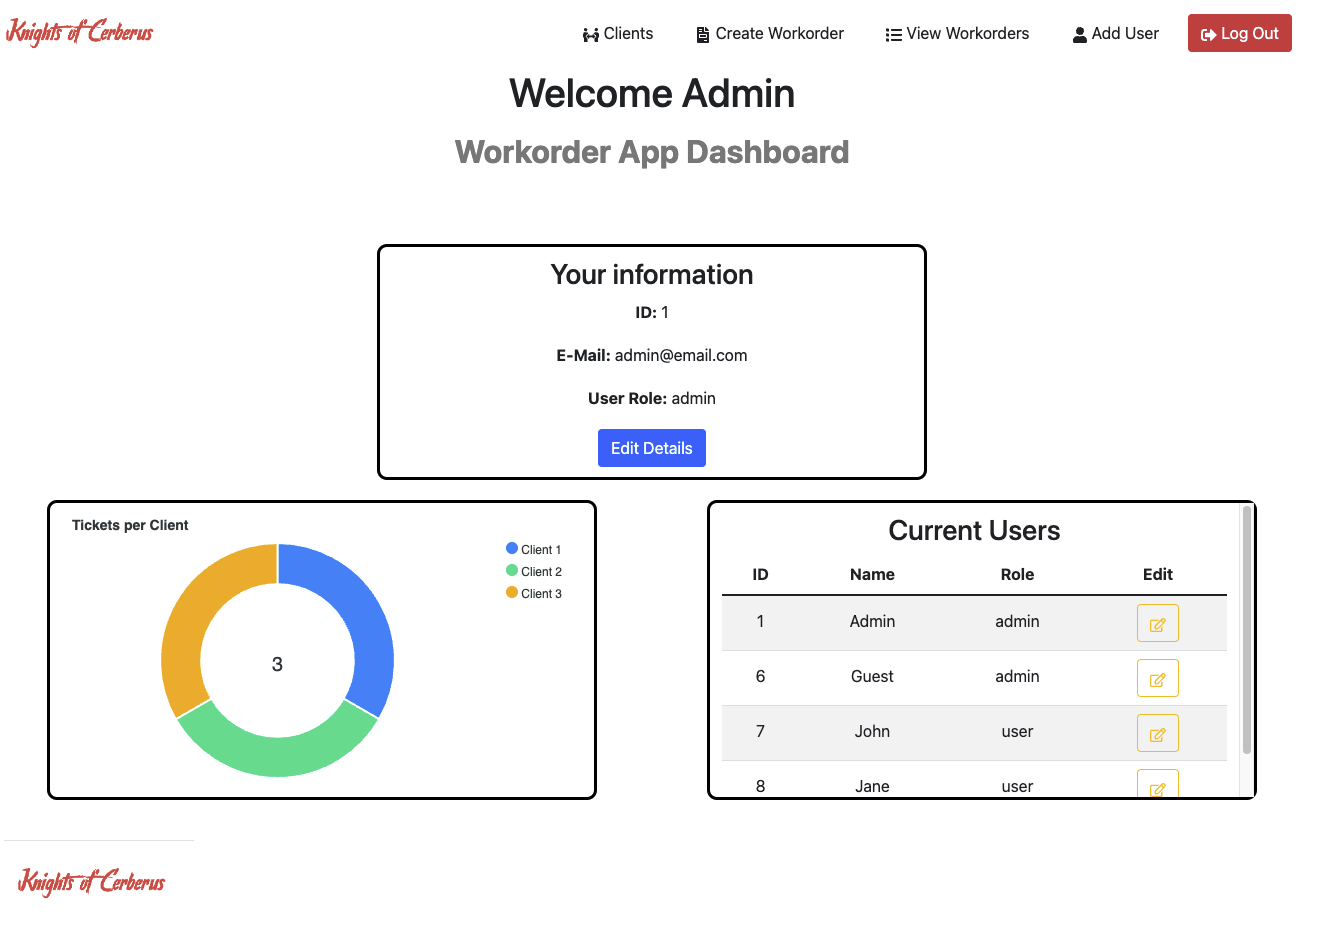 Knights of Cerberus
Clients Create Workorder View Workorders Add User Log Out
Welcome Admin
Workorder App Dashboard
Your information
ID: 1
E-Mail: admin@email.com
User Role: admin
Edit Details
Tickets per Client
Client 1
Client 2
Client 3
3
Current Users
ID Name Role Edit
1 Admin admin
6 Guest admin
7 John user
8 Jane user
Knights of Cerberus